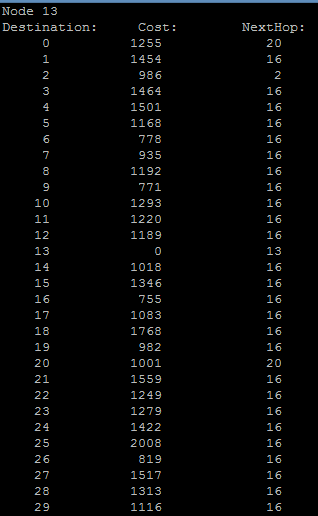 Node 13
Destination: Cost: NextHop:
0 1255 20
1 1454 16
2 986 2
3 1464 16
4 1501 16
5 1168 16
6 778 16
7 935 16
8 1192 16
9 771 16
10 1293 16
11 1220 16
12 1189 16
13 0 13
14 1018 16
15 1346 16
16 755 16
17 1083 16
18 1768 16
19 982 16
20 1001 20
21 1559 16
22 1249 16
23 1279 16
24 1422 16
25 2008 16
26 819 16
27 1517 16
28 1313 16
29 1116 16